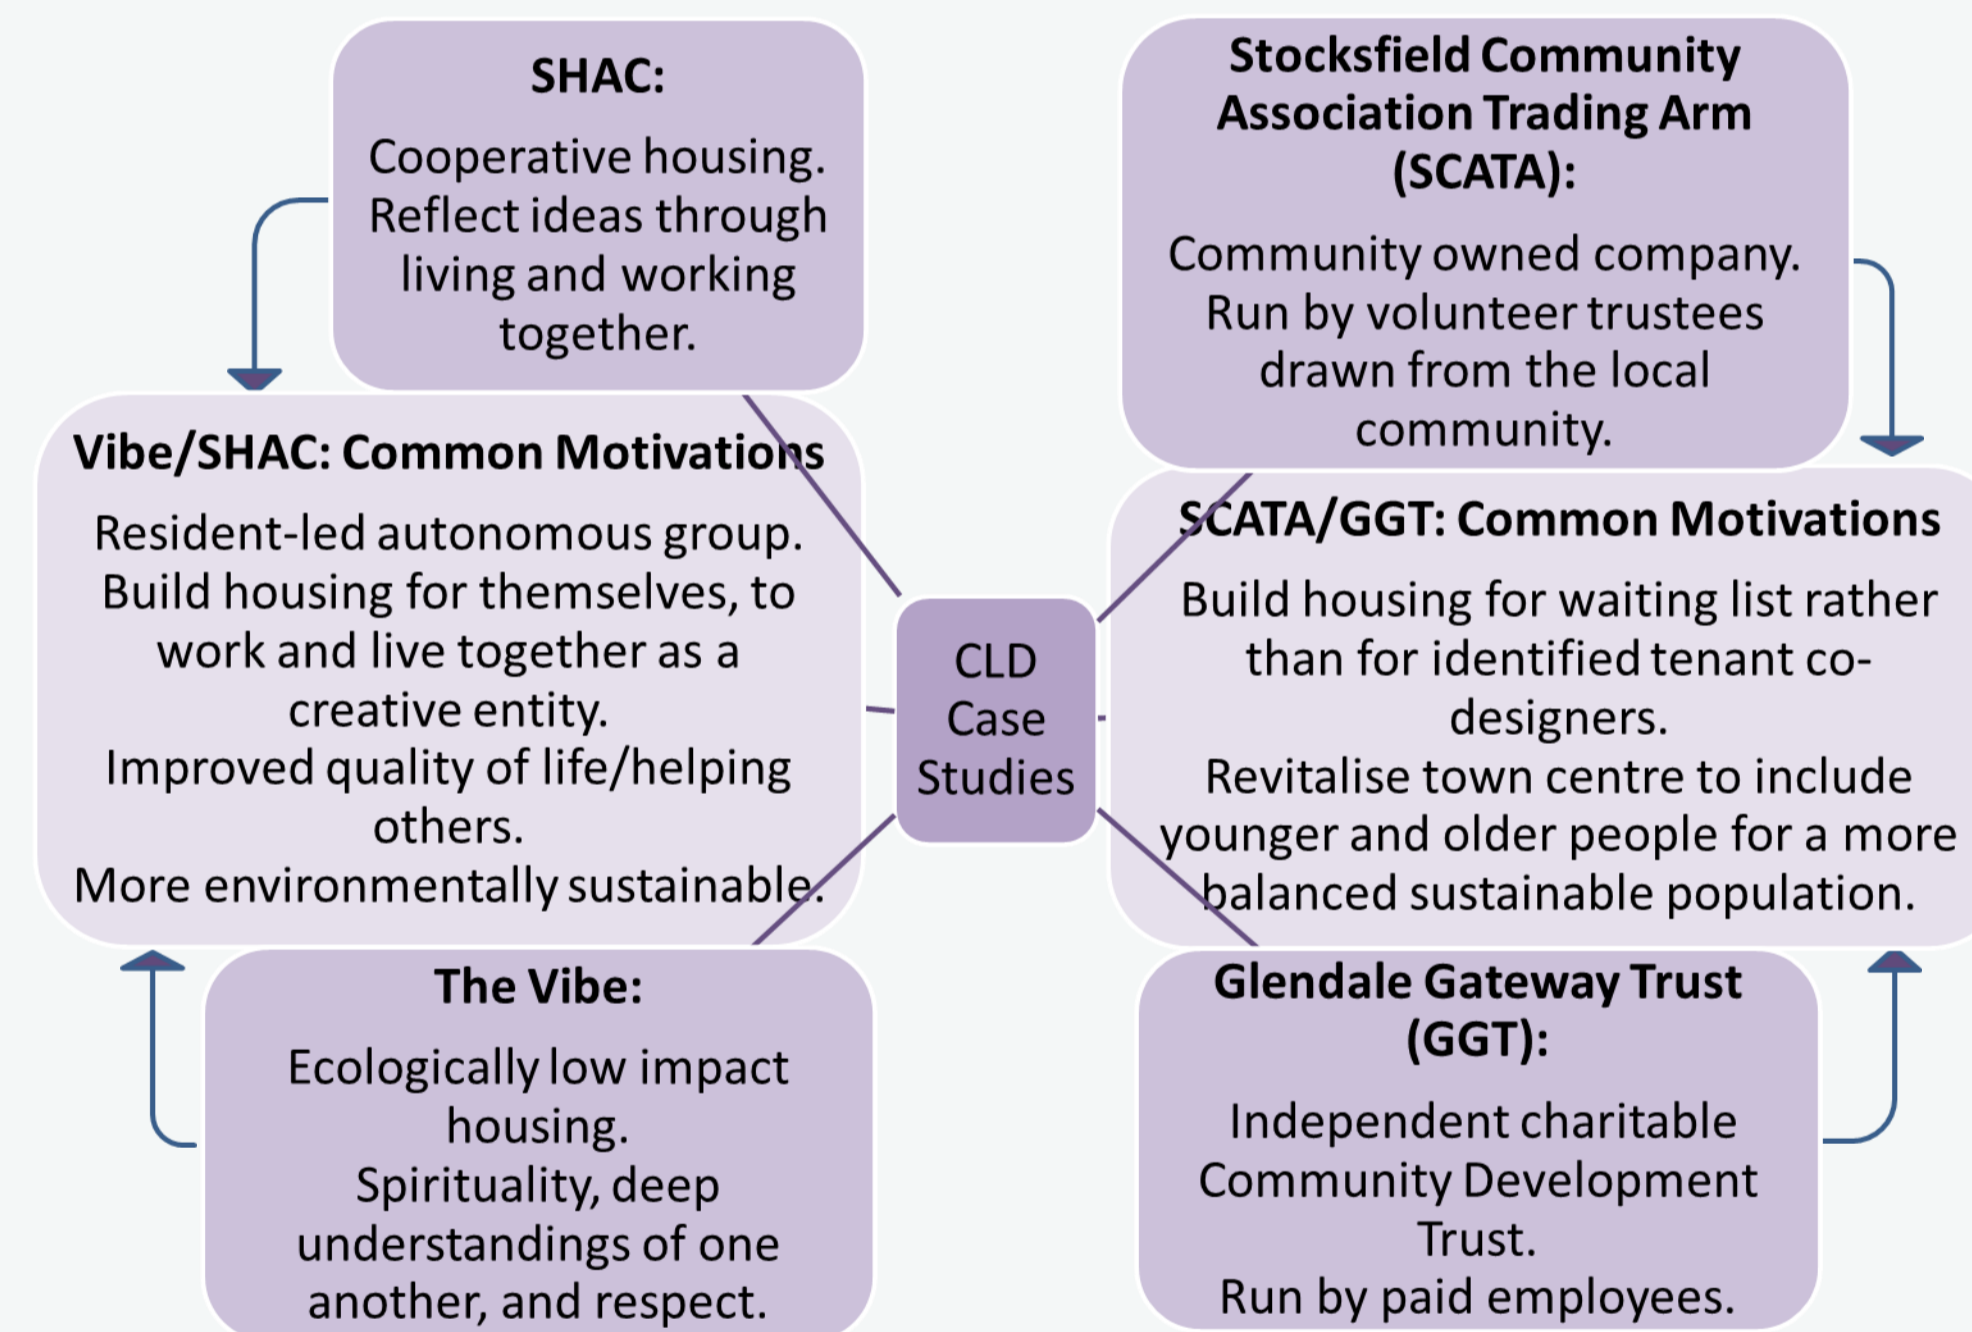 SHAC:
Cooperative housing.
Reflect ideas through
living and working
together.
Stocksfield Community
Association Trading Arm
(SCATA):
Community owned company.
Run by volunteer trustees
drawn from the local
community.
Vibe/SHAC: Common Motivations
Resident-led autonomous group.
Build housing for themselves, to
work and live together as a
creative entity.
Improved quality of life/helping
others.
More environmentally sustainable.
CLD
Case
Studies
SCATA/GGT: Common Motivations
Build housing for waiting list rather
than for identified tenant co-
designers.
Revitalise town centre to include
younger and older people for a more
balanced sustainable population.
The Vibe:
Ecologically low impact
housing.
Spirituality, deep
understandings of one
another, and respect.
Glendale Gateway Trust
(GGT):
Independent charitable
Community Development
Trust.
Run by paid employees.